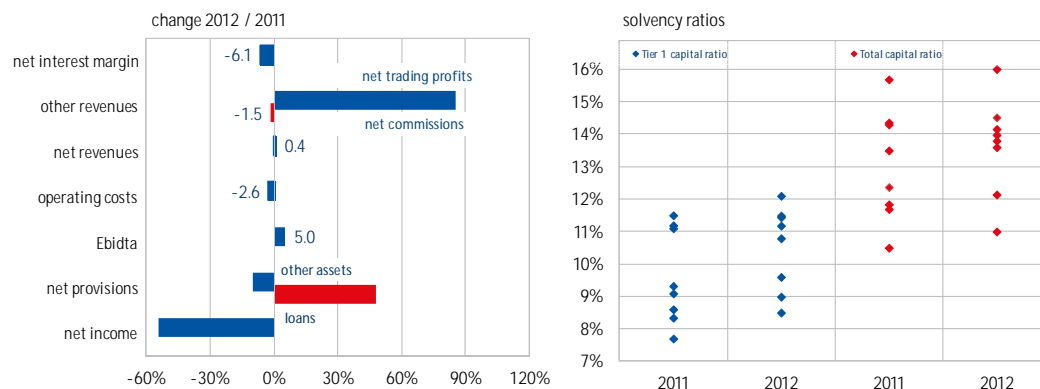 change 2012 / 2011
net interest margin
-6.1
net trading profits
other revenues
-1.5
net commissions
net revenues
0.4
operating costs
-2.6
Ebidta
5.0
other assets
net provisions
loans
net income
-60%
-30%
0%
30%
60%
90%
120%
solvency ratios
Tier 1 capital ratio
Total capital ratio
16%
15%
14%
13%
12%
11%
10%
9%
8%
7%
2011
2012
2011
2012